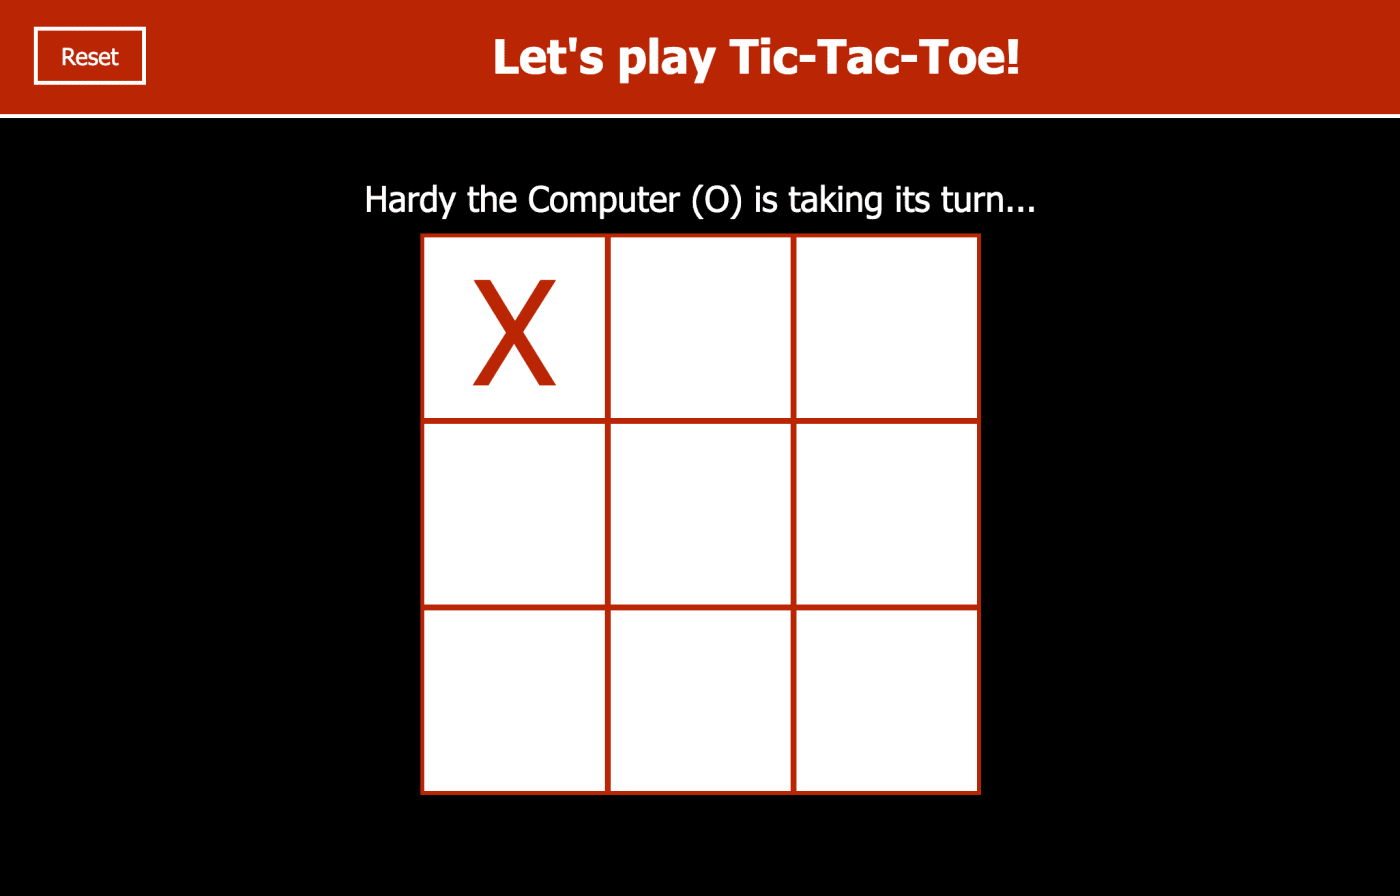 Reset
Let's play Tic-Tac-Toe!
Hardy the Computer (O) is taking its turn...
X